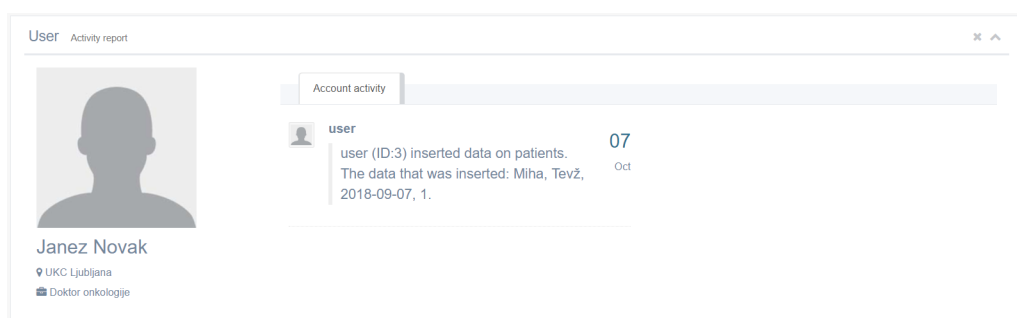 User Activity report
Account activity
user
user (ID:3) inserted data on patients.
The data that was inserted: Miha, Tevž,
2018-09-07, 1.
07
Oct
Janez Novak
UKC Ljubljana
Doktor onkologije